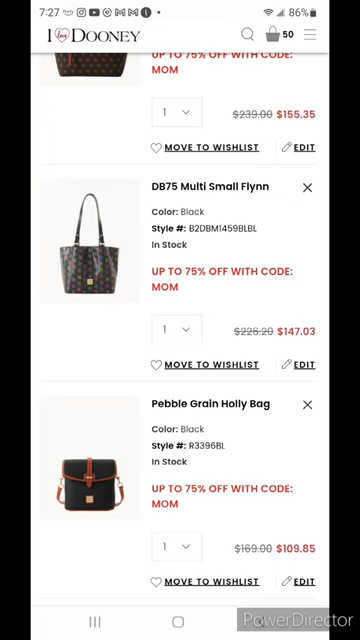 7:27
86%
I love DOONEY
50
UP TO 75% OFF WITH CODE:
MOM
1
$239.00 $155.35
MOVE TO WISHLIST EDIT
DB75 Multi Small Flynn
Color: Black
Style #: B2DBM1459BLBL
In Stock
UP TO 75% OFF WITH CODE:
MOM
1
$226.20 $147.03
MOVE TO WISHLIST EDIT
Pebble Grain Holly Bag
Color: Black
Style #: R3396BL
In Stock
UP TO 75% OFF WITH CODE:
MOM
1
$169.00 $109.85
MOVE TO WISHLIST EDIT
PowerDirector